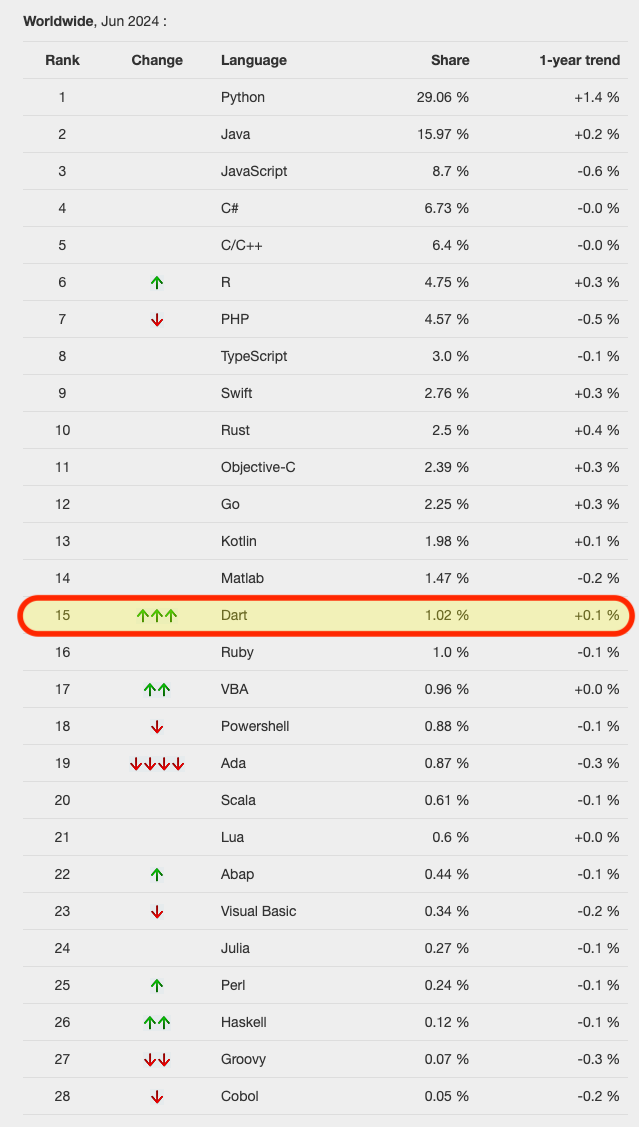 Worldwide, Jun 2024 :
Rank Change Language Share 1-year trend
1 Python 29.06 % +1.4 %
2 Java 15.97 % +0.2 %
3 JavaScript 8.7 % -0.6 %
4 C# 6.73 % -0.0 %
5 C/C++ 6.4 % -0.0 %
6 ↑ R 4.75 % +0.3 %
7 ↓ PHP 4.57 % -0.5 %
8 TypeScript 3.0 % -0.1 %
9 Swift 2.76 % +0.3 %
10 Rust 2.5 % +0.4 %
11 Objective-C 2.39 % +0.3 %
12 Go 2.25 % +0.3 %
13 Kotlin 1.98 % +0.1 %
14 Matlab 1.47 % -0.2 %
15 ↑↑↑ Dart 1.02 % +0.1 %
16 Ruby 1.0 % -0.1 %
17 ↑↑ VBA 0.96 % +0.0 %
18 ↓ Powershell 0.88 % -0.1 %
19 ↓↓↓↓ Ada 0.87 % -0.3 %
20 Scala 0.61 % -0.1 %
21 Lua 0.6 % +0.0 %
22 ↑ Abap 0.44 % -0.1 %
23 ↓ Visual Basic 0.34 % -0.2 %
24 Julia 0.27 % -0.1 %
25 ↑ Perl 0.24 % -0.1 %
26 ↑↑ Haskell 0.12 % -0.1 %
27 ↓↓ Groovy 0.07 % -0.3 %
28 ↓ Cobol 0.05 % -0.2 %